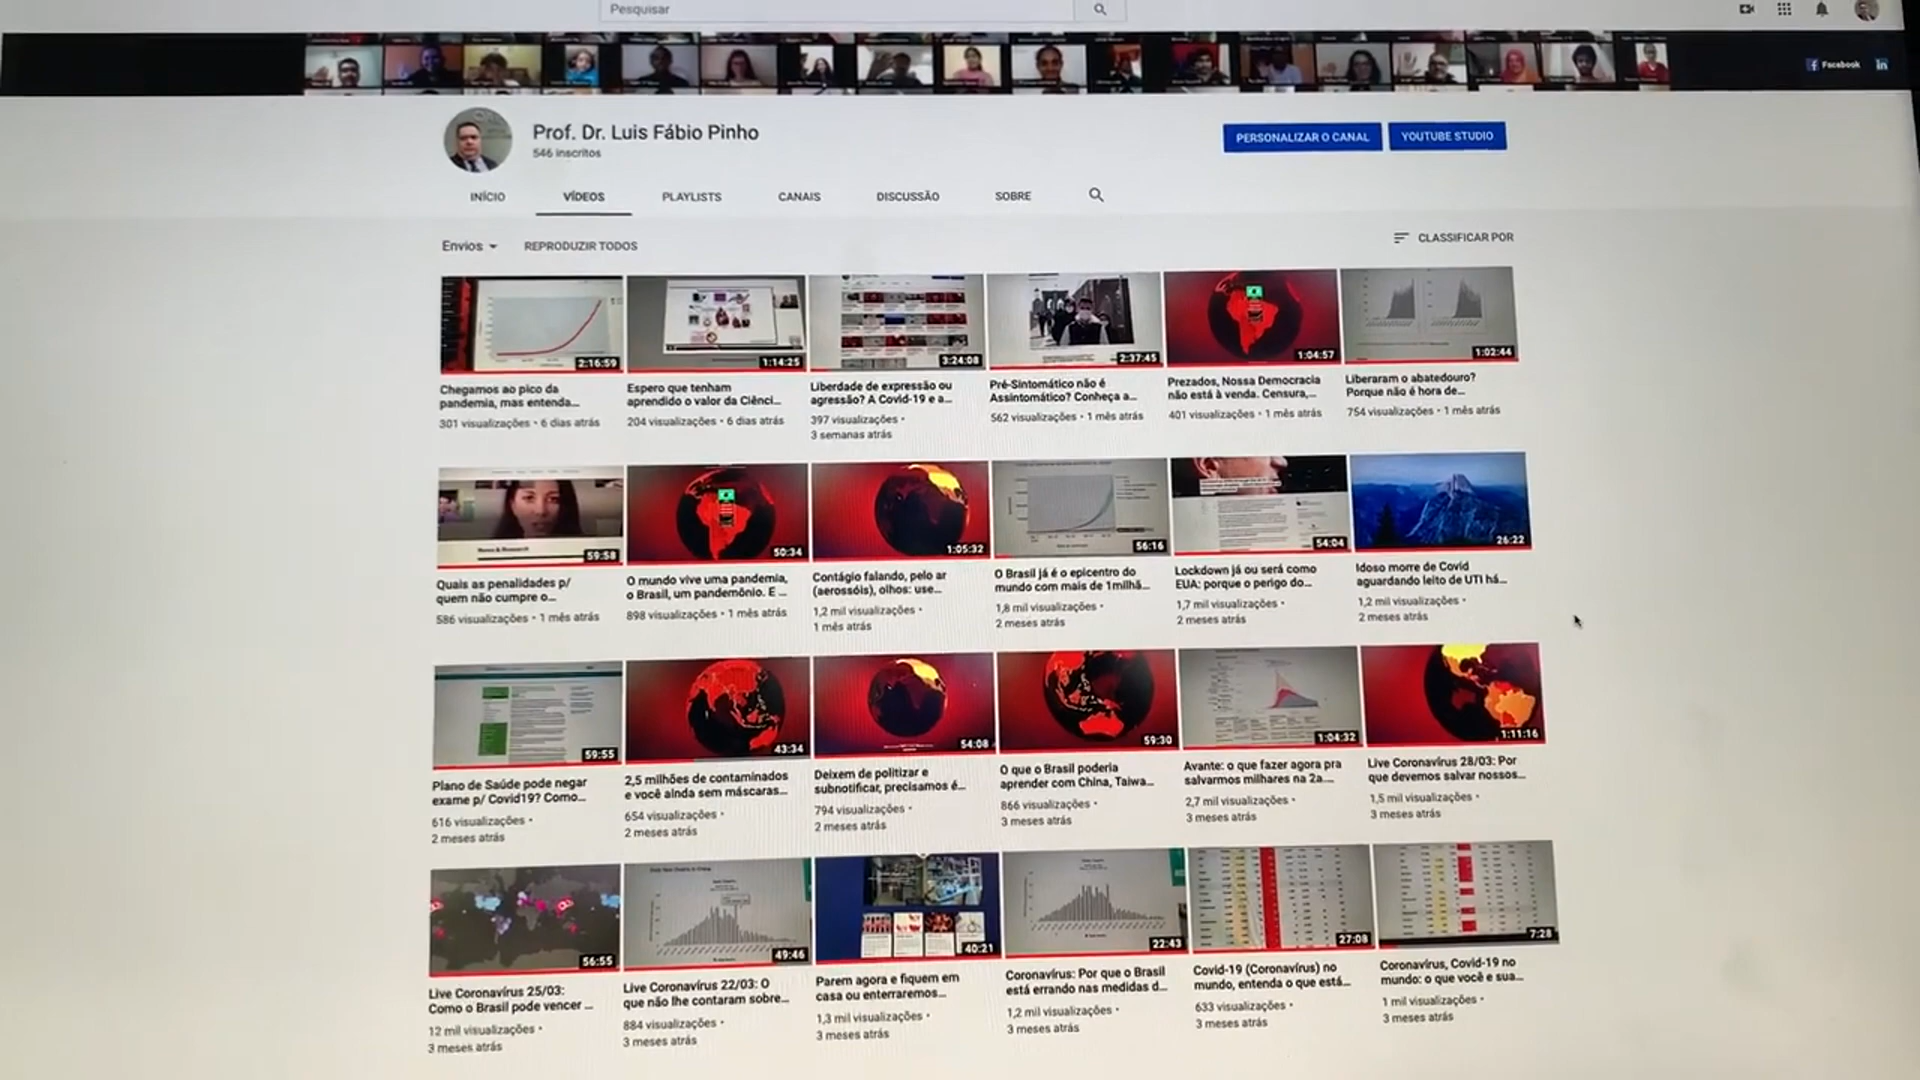 Pesquisar
Facebook
in
Prof. Dr. Luis Fábio Pinho
546 inscritos
PERSONALIZAR O CANAL
YOUTUBE STUDIO
INÍCIO
VÍDEOS
PLAYLISTS
CANAIS
DISCUSSÃO
SOBRE
Envios
REPRODUZIR TODOS
CLASSIFICAR POR
2:16:59
Chegamos ao pico da
pandemia, mas entenda...
301 visualizações • 6 dias atrás
1:14:25
Espero que tenham
aprendido o valor da Ciênci...
204 visualizações • 6 dias atrás
3:24:08
Liberdade de expressão ou
agressão? A Covid-19 e a...
397 visualizações •
3 semanas atrás
2:37:45
Pré-Sintomático não é
Assintomático? Conheça a...
562 visualizações • 1 mês atrás
1:04:57
Prezados, Nossa Democracia
não está à venda. Censura,...
401 visualizações • 1 mês atrás
1:02:44
Liberaram o abatedouro?
Porque não é hora de...
754 visualizações • 1 mês atrás
News & Research
59:58
Quais as penalidades p/
quem não cumpre o...
586 visualizações • 1 mês atrás
50:34
O mundo vive uma pandemia,
o Brasil, um pandemônio. E ...
898 visualizações • 1 mês atrás
1:05:32
Contágio falando, pelo ar
(aerossóis), olhos: use...
1,2 mil visualizações •
1 mês atrás
56:16
O Brasil já é o epicentro do
mundo com mais de 1milhã...
1,8 mil visualizações •
2 meses atrás
54:04
Lockdown já ou será como
EUA: porque o perigo do...
1,7 mil visualizações •
2 meses atrás
26:22
Idoso morre de Covid
aguardando leito de UTI há...
1,2 mil visualizações •
2 meses atrás
59:55
Plano de Saúde pode negar
exame p/ Covid19? Como...
616 visualizações •
2 meses atrás
43:34
2,5 milhões de contaminados
e você ainda sem máscaras...
654 visualizações •
2 meses atrás
54:08
Deixem de politizar e
subnotificar, precisamos é...
794 visualizações •
2 meses atrás
59:30
O que o Brasil poderia
aprender com China, Taiwa...
866 visualizações •
3 meses atrás
1:04:32
Avante: o que fazer agora pra
salvarmos milhares na 2a....
2,7 mil visualizações •
3 meses atrás
1:11:16
Live Coronavírus 28/03: Por
que devemos salvar nossos...
1,5 mil visualizações •
3 meses atrás
56:55
Live Coronavírus 25/03:
Como o Brasil pode vencer ...
12 mil visualizações •
3 meses atrás
49:46
Live Coronavírus 22/03: O
que não lhe contaram sobre...
884 visualizações •
3 meses atrás
40:21
Parem agora e fiquem em
casa ou enterraremos...
1,3 mil visualizações •
3 meses atrás
22:43
Coronavírus: Por que o Brasil
está errando nas medidas d...
1,2 mil visualizações •
3 meses atrás
27:08
Covid-19 (Coronavírus) no
mundo, entenda o que está...
633 visualizações •
3 meses atrás
7:28
Coronavírus, Covid-19 no
mundo: o que você e sua...
1 mil visualizações •
3 meses atrás